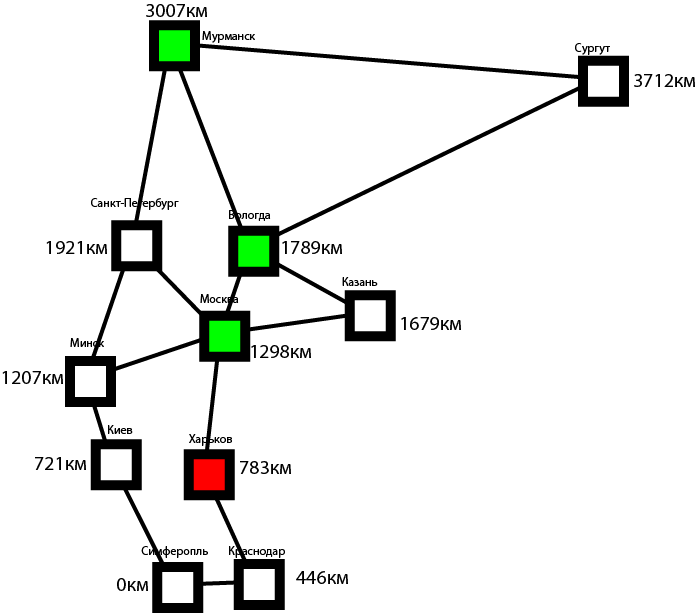 3007км
Мурманск
Сургут
3712км
Санкт-Петербург
1921км
Вологда
1789км
Казань
1679км
Москва
1298км
Минск
1207км
Киев
721км
Харьков
783км
Симферопль
0км
Краснодар
446км